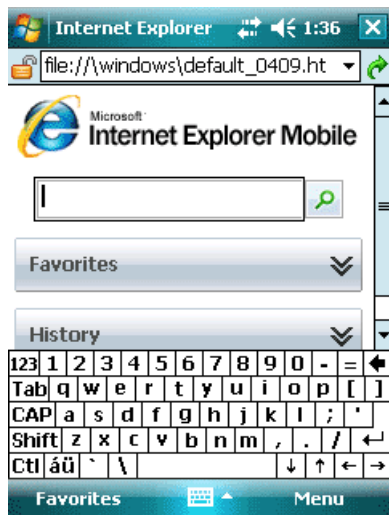 Internet Explorer 1:36
file://\windows\default_0409.ht
Microsoft
Internet Explorer Mobile
Favorites
History
123 1 2 3 4 5 6 7 8 9 0 - = 🡄
Tab q w e r t y u i o p [ ]
CAP a s d f g h j k l ; '
Shift z x c v b n m , . / ↵
Ctl áü ` \ ↓ ↑ ← →
Favorites Menu